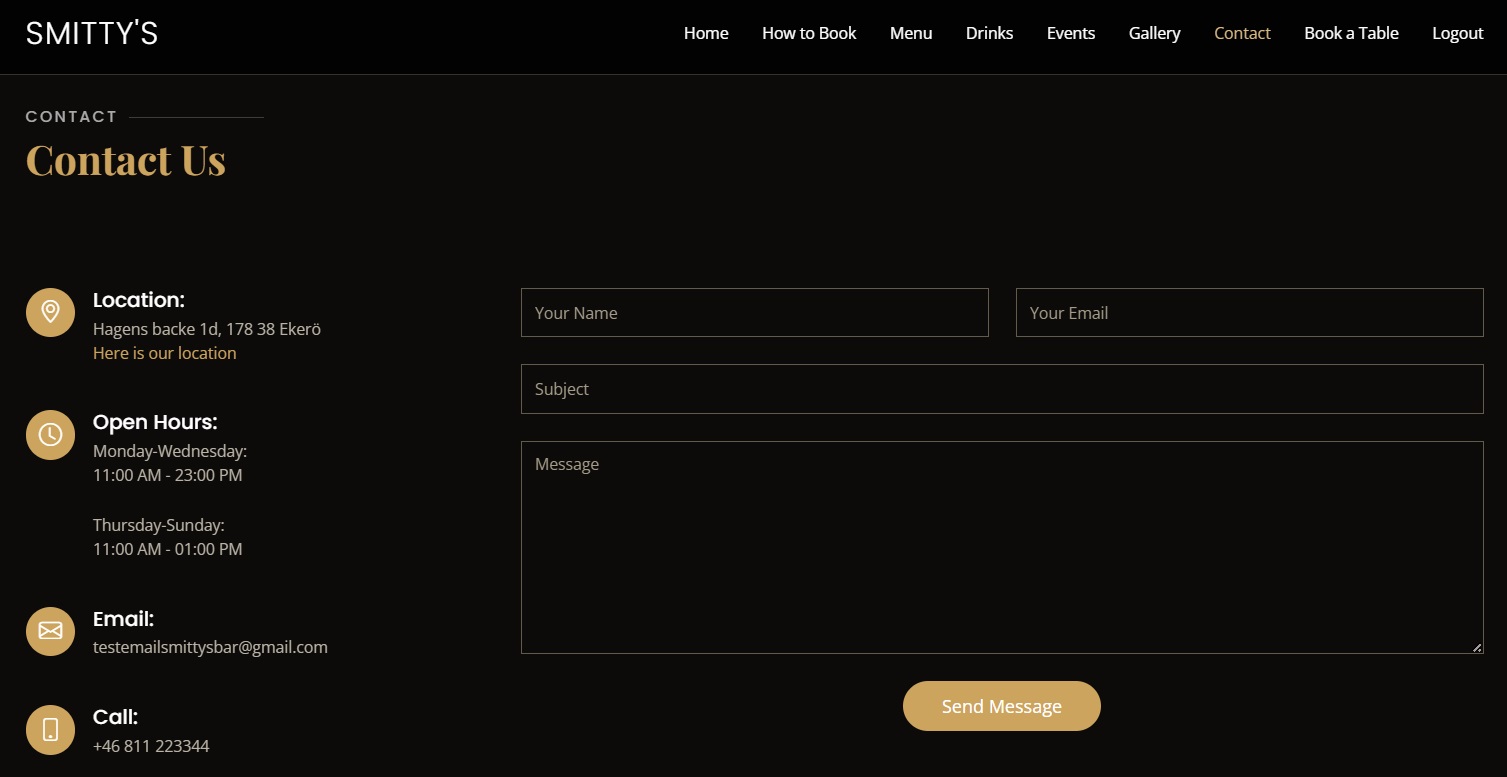 SMITTY'S
Home How to Book Menu Drinks Events Gallery Contact Book a Table Logout
CONTACT
Contact Us
Location:
Hagens backe 1d, 178 38 Ekerö
Here is our location
Open Hours:
Monday-Wednesday:
11:00 AM - 23:00 PM
Thursday-Sunday:
11:00 AM - 01:00 PM
Email:
testemailsmittysbar@gmail.com
Call:
+46 811 223344
Your Name Your Email
Subject
Message
Send Message